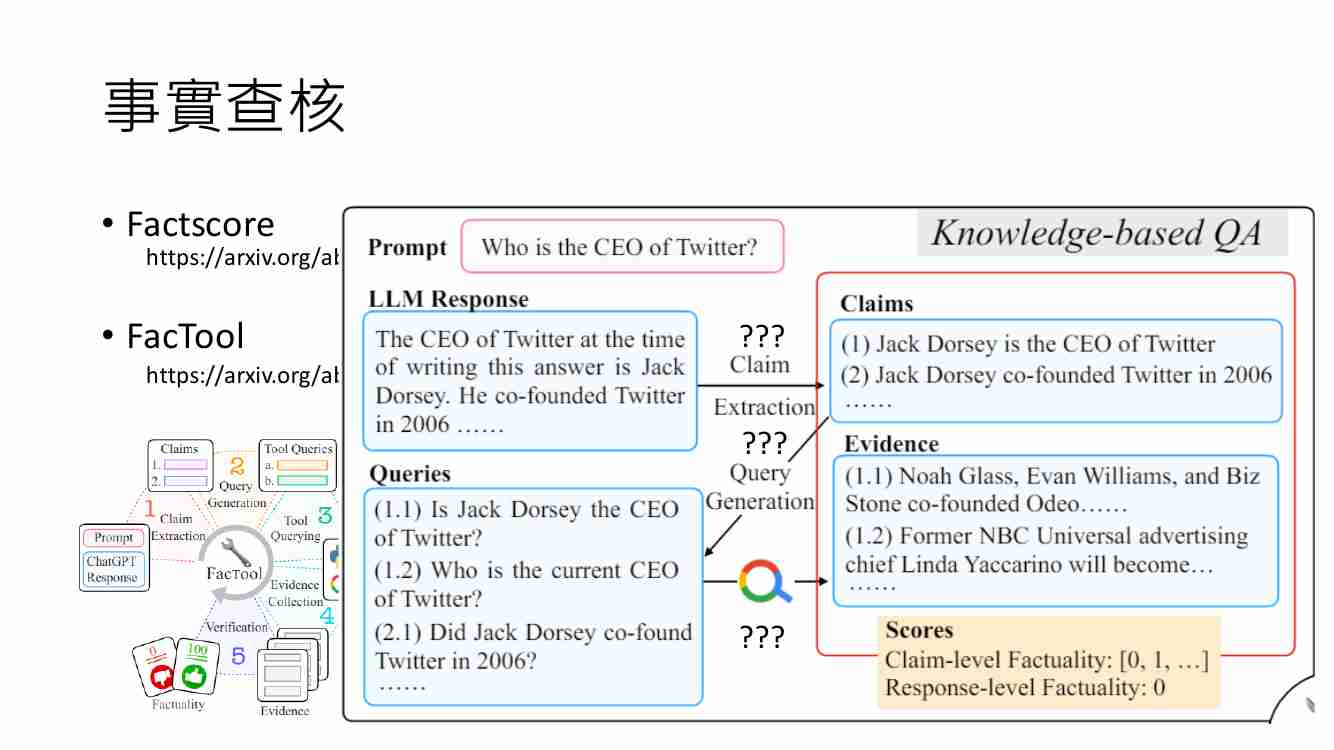 事實查核
• Factscore
https://arxiv.org/ab
• FacTool
https://arxiv.org/ab
Claims
1.
2.
Tool Queries
a.
b.
2
Query
Generation
1
Claim
Extraction
Tool
Querying
3
Prompt
ChatGPT
Response
FacTool
Evidence
Collection
4
Verification
5
0
100
Factuality
Evidence
Knowledge-based QA
Prompt
Who is the CEO of Twitter?
LLM Response
The CEO of Twitter at the time
of writing this answer is Jack
Dorsey. He co-founded Twitter
in 2006 ……
???
Claim
Extraction
Claims
(1) Jack Dorsey is the CEO of Twitter
(2) Jack Dorsey co-founded Twitter in 2006
……
???
Query
Generation
Queries
(1.1) Is Jack Dorsey the CEO
of Twitter?
(1.2) Who is the current CEO
of Twitter?
(2.1) Did Jack Dorsey co-found
Twitter in 2006?
……
???
Evidence
(1.1) Noah Glass, Evan Williams, and Biz
Stone co-founded Odeo……
(1.2) Former NBC Universal advertising
chief Linda Yaccarino will become…
……
Scores
Claim-level Factuality: [0, 1, …]
Response-level Factuality: 0